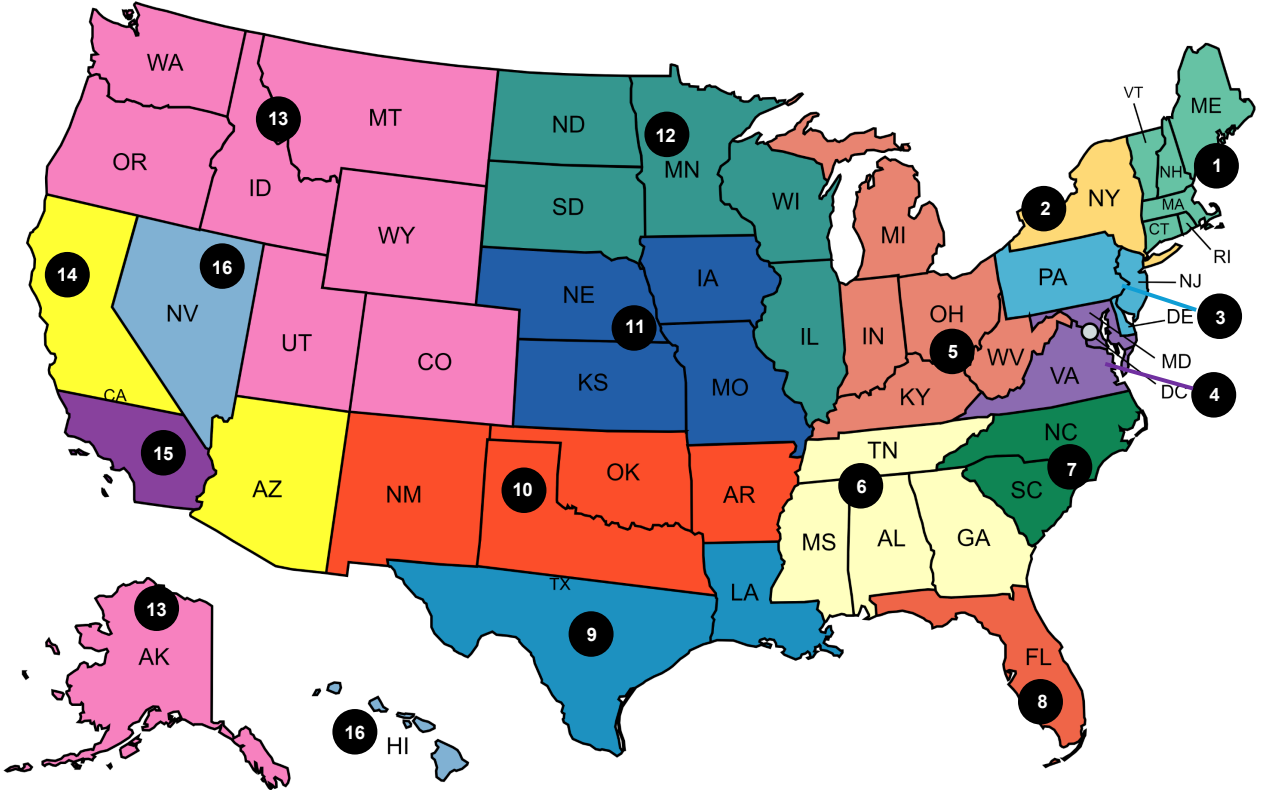 WA
MT
ND
MN
13
12
OR
ID
SD
WI
WY
MI
NY
2
VT
ME
NH
1
MA
CT
RI
14
16
NV
NE
IA
11
IL
IN
OH
5
PA
NJ
3
DE
WV
MD
VA
DC
4
UT
CO
KS
MO
KY
CA
15
AZ
NM
10
OK
AR
TN
6
NC
7
SC
MS
AL
GA
TX
LA
9
FL
8
13
AK
16
HI